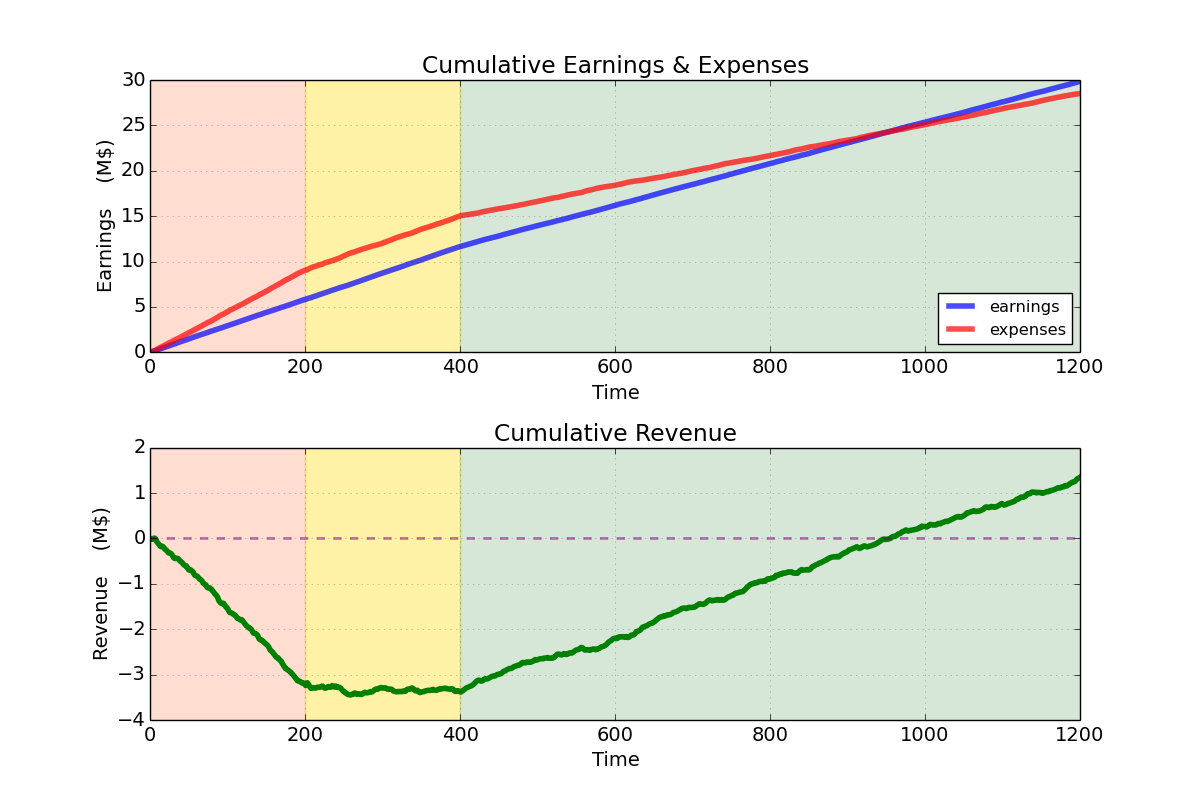 Cumulative Earnings & Expenses
30
25
20
15
10
5
0
Earnings (M$)
earnings
expenses
0 200 400 600 800 1000 1200
Time
Cumulative Revenue
2
1
0
−1
−2
−3
−4
Revenue (M$)
0 200 400 600 800 1000 1200
Time